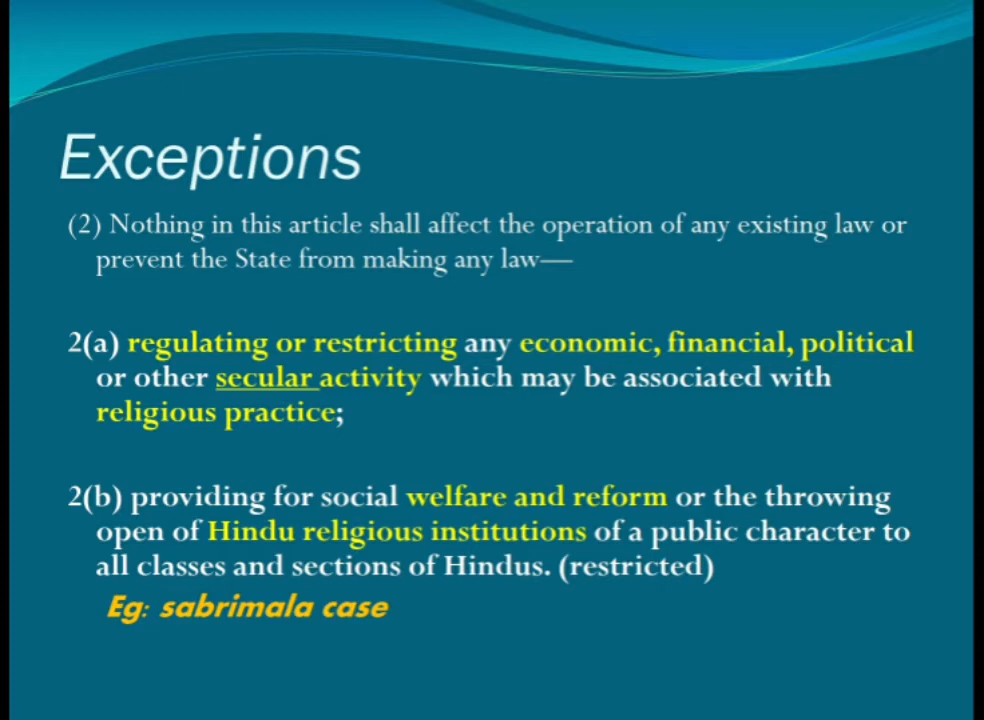 Exceptions
(2) Nothing in this article shall affect the operation of any existing law or
prevent the State from making any law—
2(a) regulating or restricting any economic, financial, political
or other secular activity which may be associated with
religious practice;
2(b) providing for social welfare and reform or the throwing
open of Hindu religious institutions of a public character to
all classes and sections of Hindus. (restricted)
Eg: sabrimala case